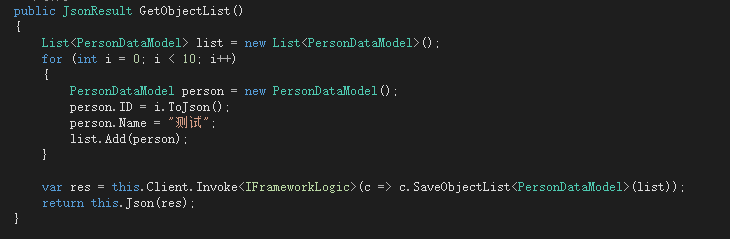 public JsonResult GetObjectList()
{
List<PersonDataModel> list = new List<PersonDataModel>();
for (int i = 0; i < 10; i++)
{
PersonDataModel person = new PersonDataModel();
person.ID = i.ToJson();
person.Name = "测试";
list.Add(person);
}
var res = this.Client.Invoke<IFrameworkLogic>(c => c.SaveObjectList<PersonDataModel>(list));
return this.Json(res);
}